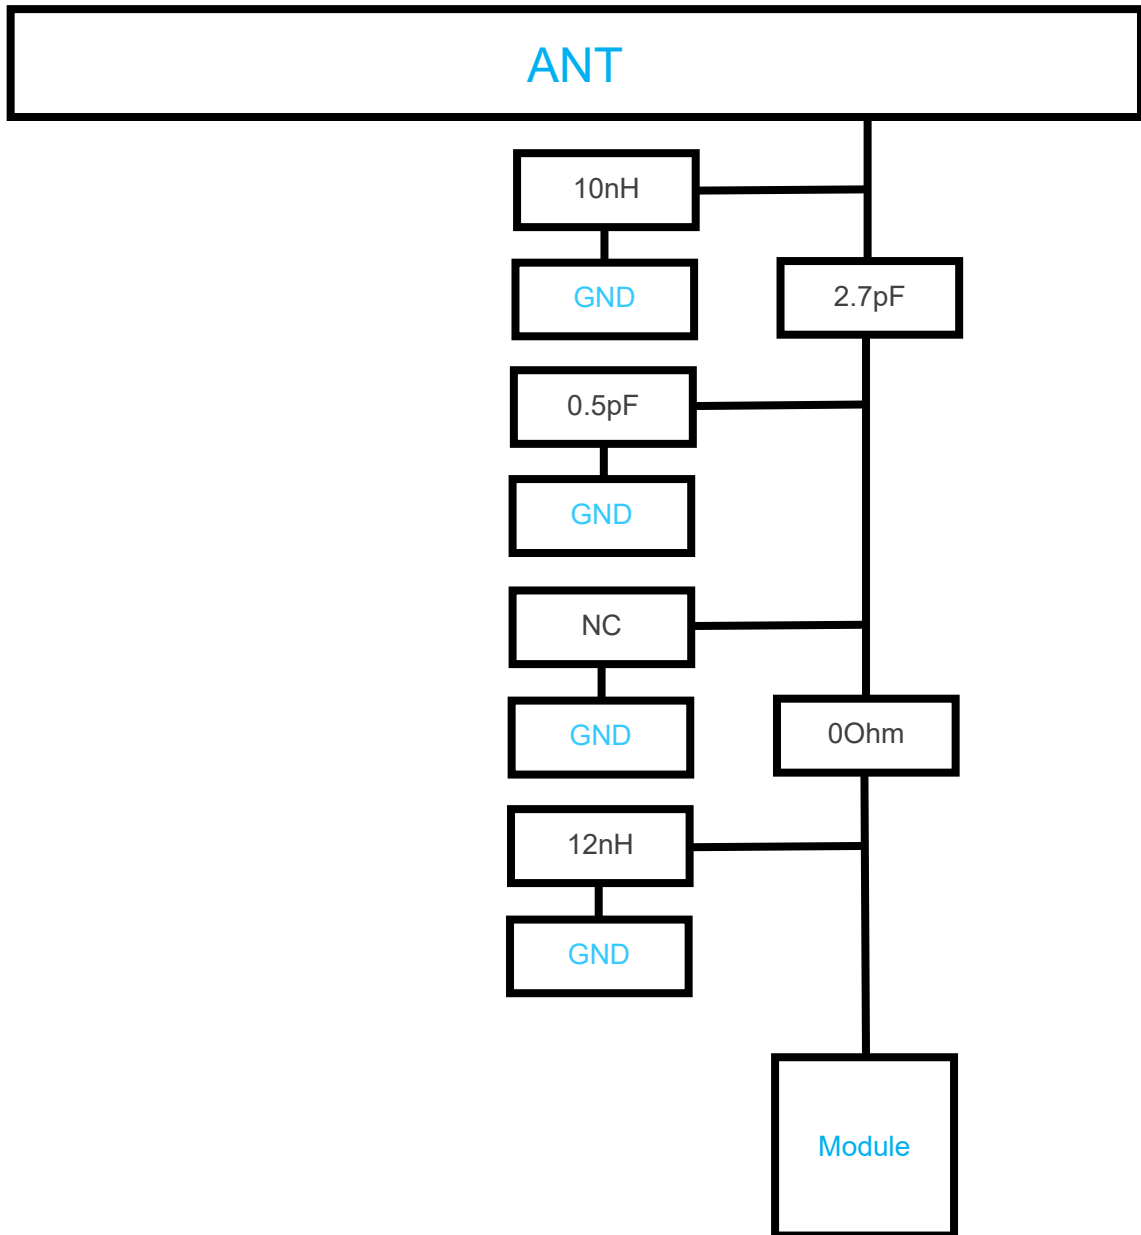 ANT
10nH
GND
2.7pF
0.5pF
GND
NC
GND
0Ohm
12nH
GND
Module